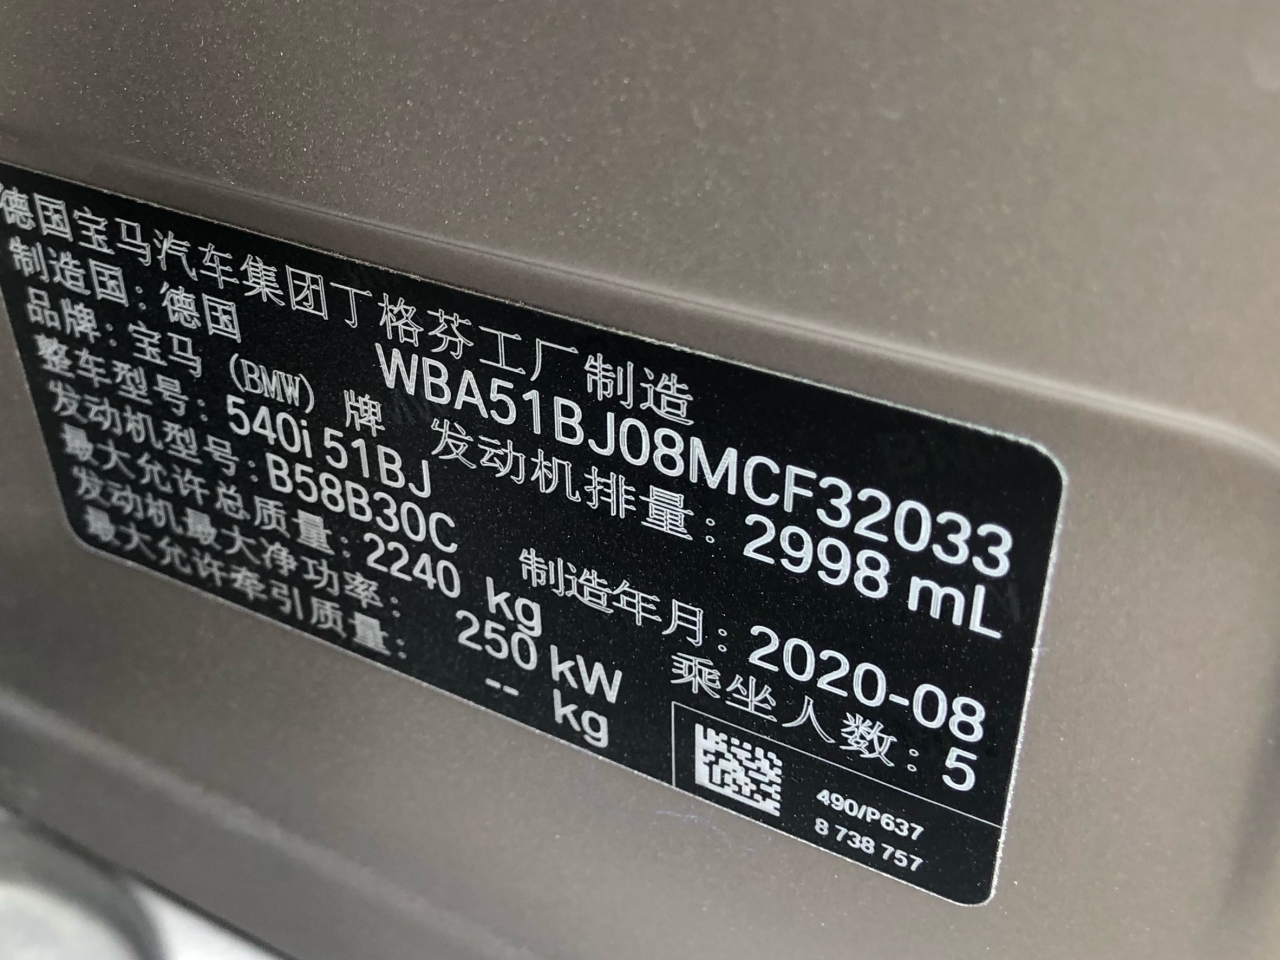 德国宝马汽车集团丁格芬工厂 制造
制造国：德国 WBA51BJ08MCF32033
品牌：宝马（BMW）牌 发动机排量：2998 mL
整车型号：540i 51BJ 制造年月：2020-08
发动机型号：B58B30C 乘坐人数：5
最大允许总质量：2240 kg
发动机最大净功率：250 kW
最大允许牵引质量：-- kg
490/P637
8 738 757